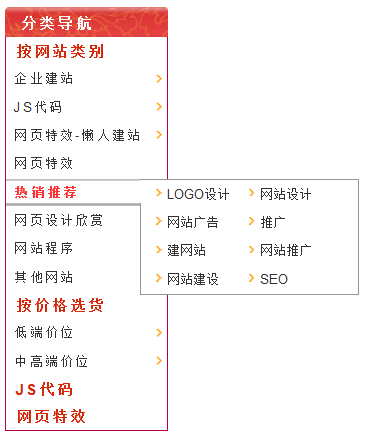 分类导航
按网站类别
企业建站
JS代码
网页特效-懒人建站
网页特效
热销推荐
LOGO设计 网站设计
网站广告 推广
建网站 网站推广
网站建设 SEO
网页设计欣赏
网站程序
其他网站
按价格选货
低端价位
中高端价位
JS代码
网页特效